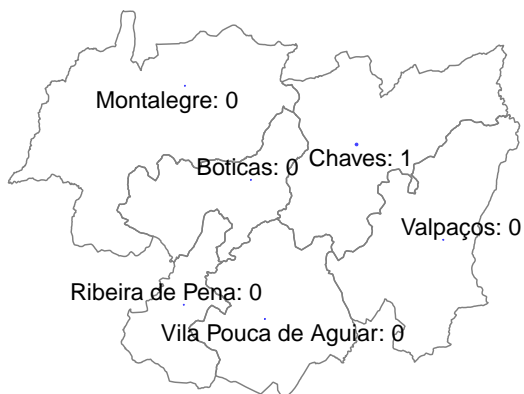 Montalegre: 0
Boticas: 0
Chaves: 1
Valpaços: 0
Ribeira de Pena: 0
Vila Pouca de Aguiar: 0